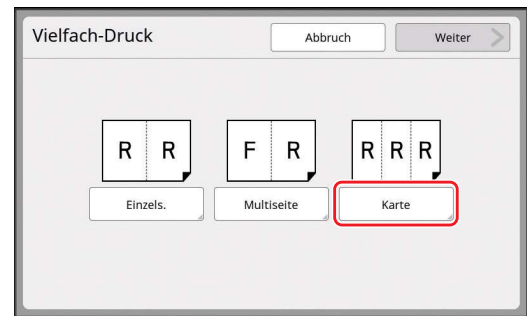 Vielfach-Druck Abbruch Weiter
R R F R R R R
Einzels. Multiseite Karte